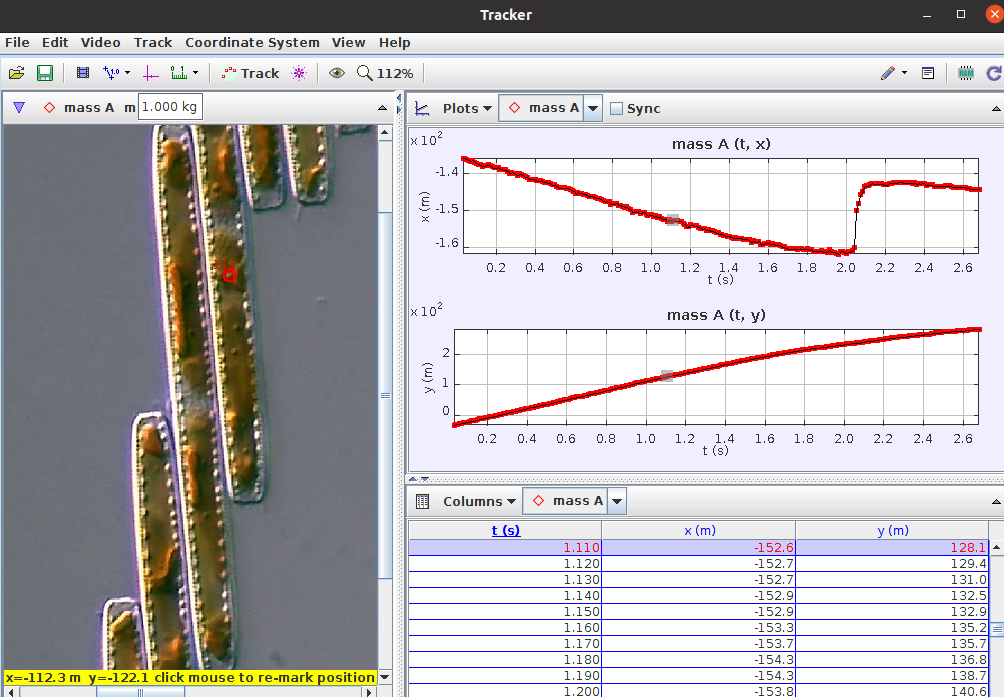 Tracker
File Edit Video Track Coordinate System View Help
Track 112%
mass A m 1.000 kg
Plots mass A Sync
x 10²
mass A (t, x)
-1.4
-1.5
-1.6
x (m)
0.2 0.4 0.6 0.8 1.0 1.2 1.4 1.6 1.8 2.0 2.2 2.4 2.6
t (s)
x 10²
mass A (t, y)
2
1
0
y (m)
0.2 0.4 0.6 0.8 1.0 1.2 1.4 1.6 1.8 2.0 2.2 2.4 2.6
t (s)
111
Columns mass A
t (s) x (m) y (m)
1.110 -152.6 128.1
1.120 -152.7 129.4
1.130 -152.7 131.0
1.140 -152.9 132.5
1.150 -152.9 132.9
1.160 -153.3 135.2
1.170 -153.7 135.7
1.180 -154.3 136.8
1.190 -154.3 138.7
1.200 -153.8 140.6
x=-112.3 m y=-122.1 click mouse to re-mark position